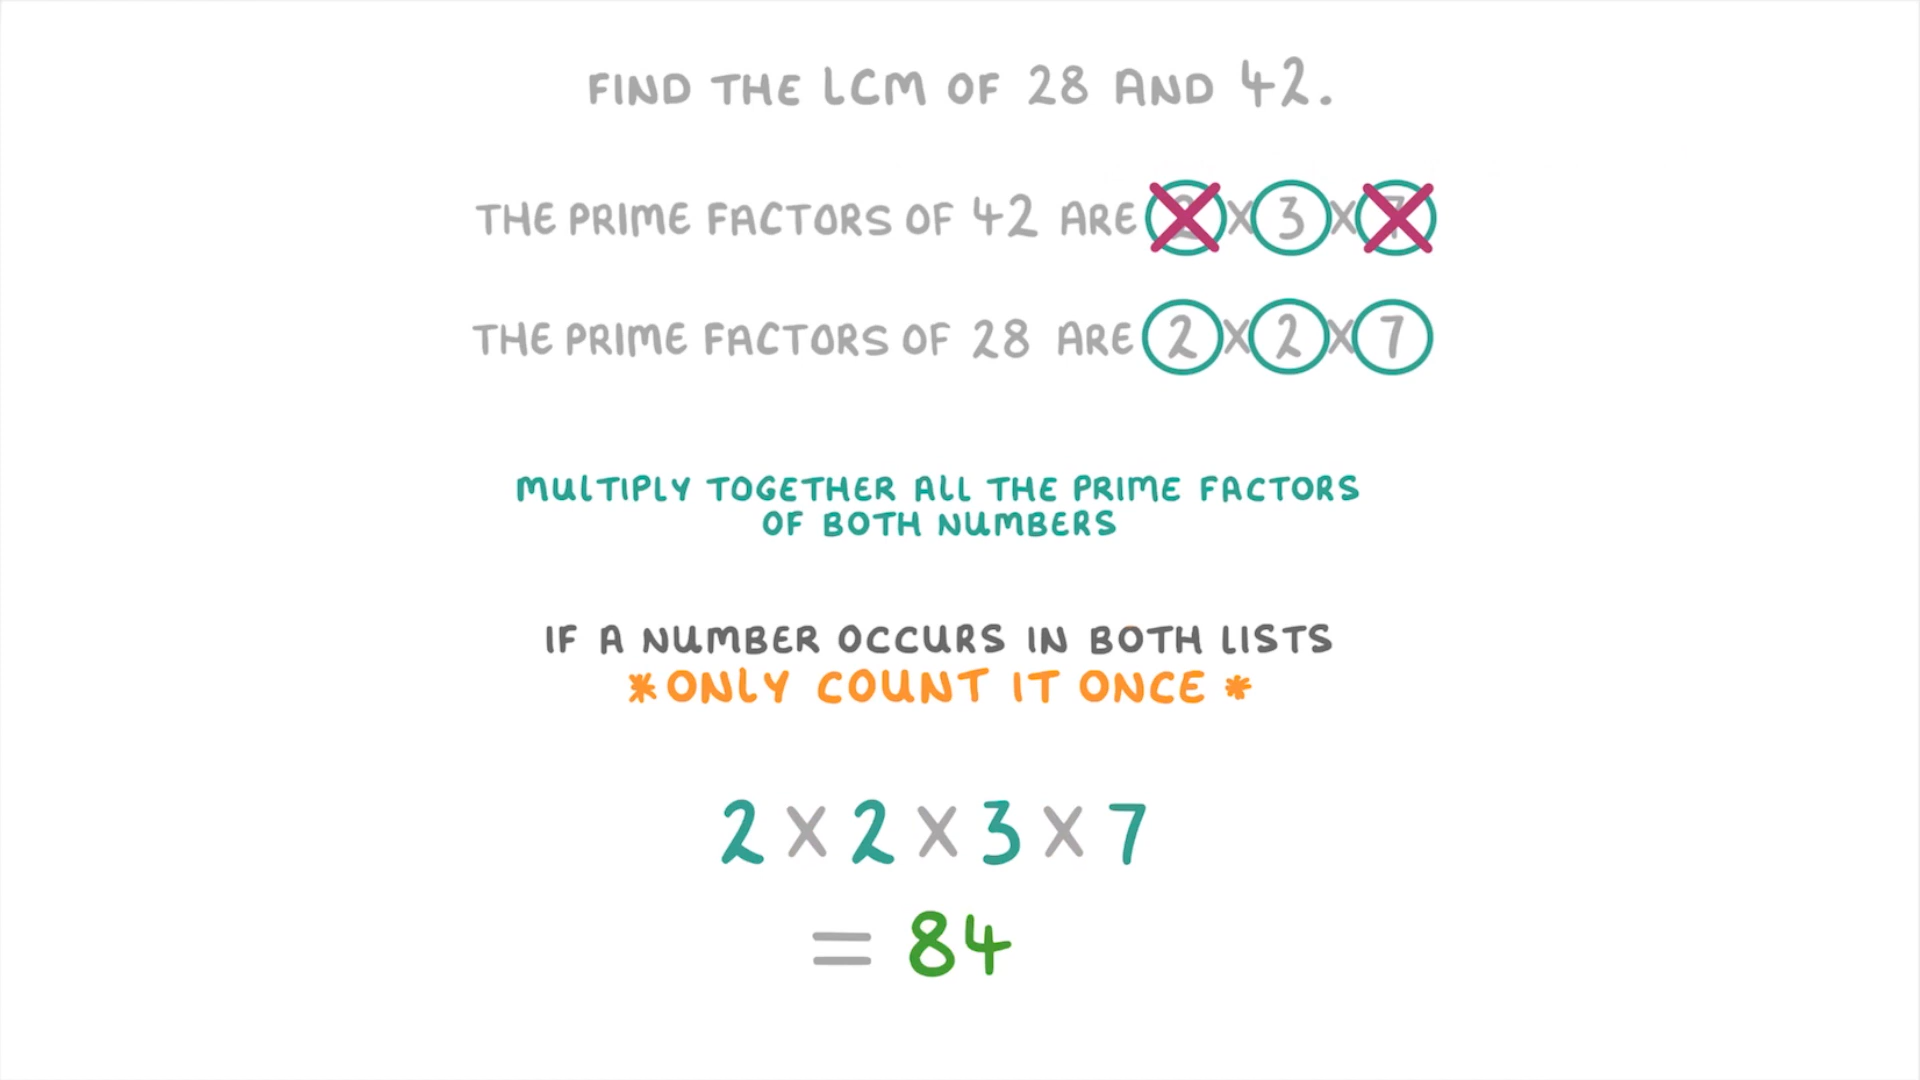 FIND THE LCM OF 28 AND 42.
THE PRIME FACTORS OF 42 ARE 2 X 3 X 7
THE PRIME FACTORS OF 28 ARE 2 X 2 X 7
MULTIPLY TOGETHER ALL THE PRIME FACTORS
OF BOTH NUMBERS
IF A NUMBER OCCURS IN BOTH LISTS
*ONLY COUNT IT ONCE *
2 X 2 X 3 X 7
= 84